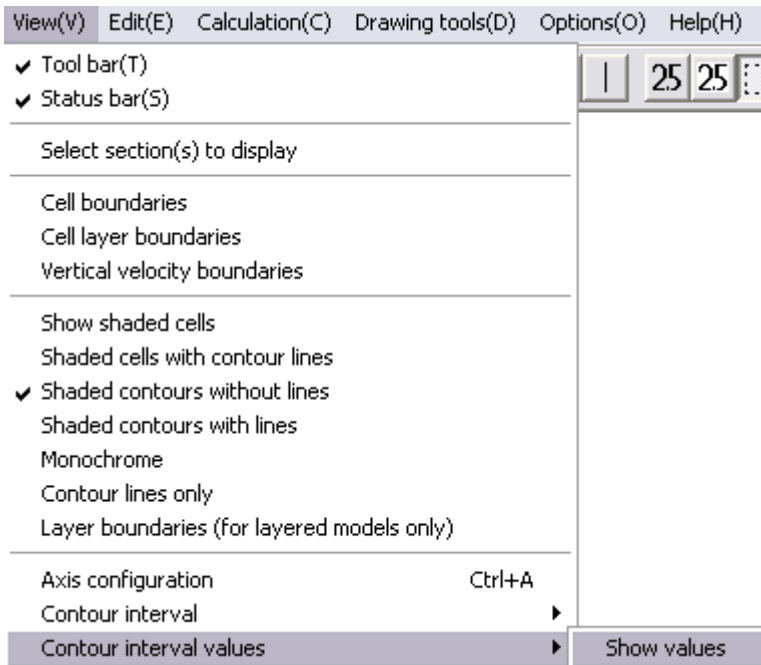 View(V) Edit(E) Calculation(C) Drawing tools(D) Options(O) Help(H)
Tool bar(T)
Status bar(S)
25 25
Select section(s) to display
Cell boundaries
Cell layer boundaries
Vertical velocity boundaries
Show shaded cells
Shaded cells with contour lines
Shaded contours without lines
Shaded contours with lines
Monochrome
Contour lines only
Layer boundaries (for layered models only)
Axis configuration Ctrl+A
Contour interval
Contour interval values Show values